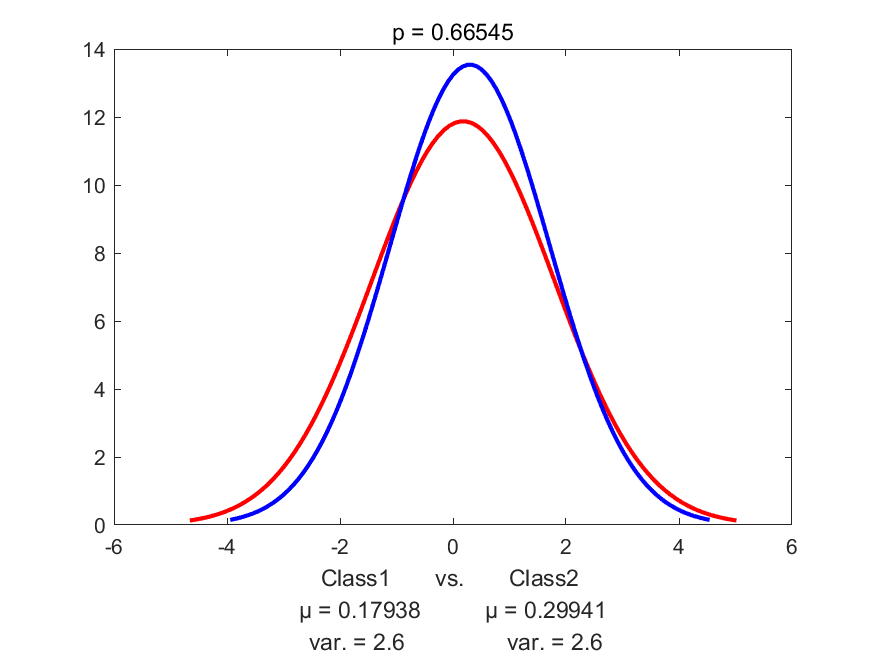 p = 0.66545
14
12
10
8
6
4
2
0
-6 -4 -2 0 2 4 6
Class1 vs. Class2
μ = 0.17938 μ = 0.29941
var. = 2.6 var. = 2.6